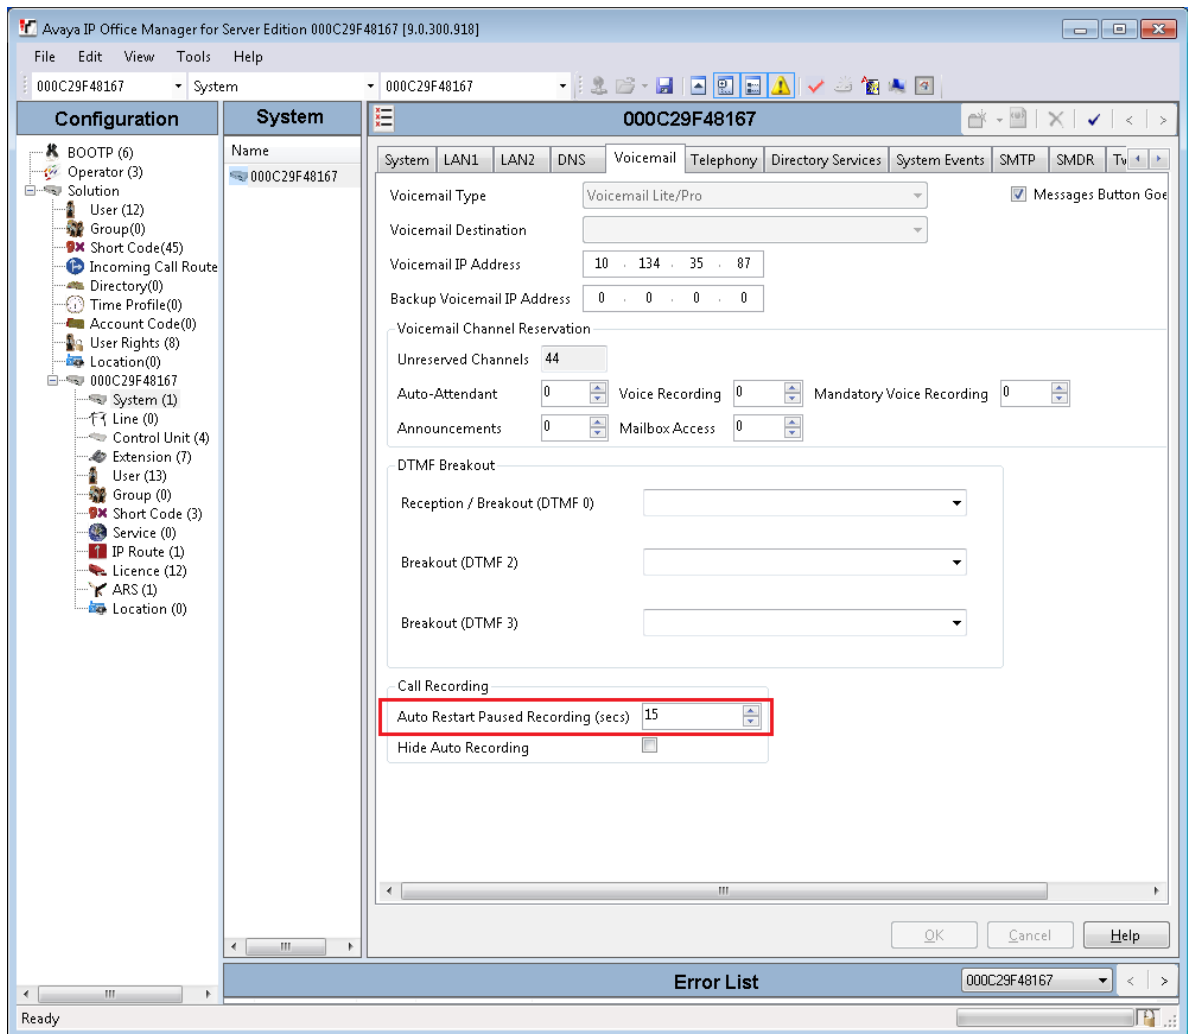 Avaya IP Office Manager for Server Edition 000C29F48167 [9.0.300.918]
File Edit View Tools Help
000C29F48167 System 000C29F48167
Configuration
BOOTP (6)
Operator (3)
Solution
User (12)
Group(0)
Short Code(45)
Incoming Call Route
Directory(0)
Time Profile(0)
Account Code(0)
User Rights (8)
Location(0)
000C29F48167
System (1)
Line (0)
Control Unit (4)
Extension (7)
User (13)
Group (0)
Short Code (3)
Service (0)
IP Route (1)
Licence (12)
ARS (1)
Location (0)
System
Name
000C29F48167
000C29F48167
System LAN1 LAN2 DNS Voicemail Telephony Directory Services System Events SMTP SMDR Tw
Voicemail Type Voicemail Lite/Pro Messages Button Goe
Voicemail Destination
Voicemail IP Address 10 . 134 . 35 . 87
Backup Voicemail IP Address 0 . 0 . 0 . 0
Voicemail Channel Reservation
Unreserved Channels 44
Auto-Attendant 0 Voice Recording 0 Mandatory Voice Recording 0
Announcements 0 Mailbox Access 0
DTMF Breakout
Reception / Breakout (DTMF 0)
Breakout (DTMF 2)
Breakout (DTMF 3)
Call Recording
Auto Restart Paused Recording (secs) 15
Hide Auto Recording
OK Cancel Help
Error List 000C29F48167
Ready